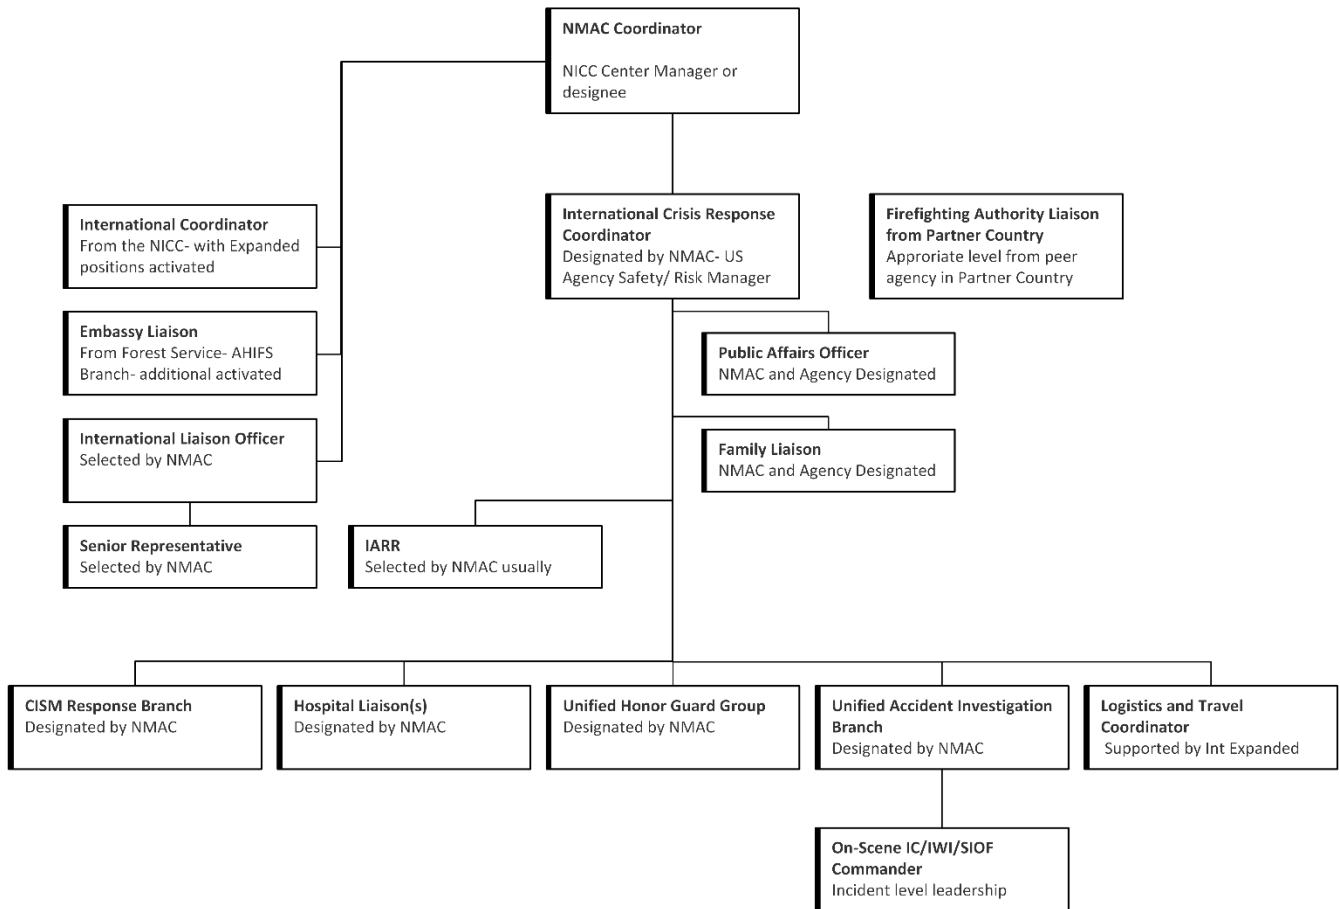 NMAC Coordinator
NICC Center Manager or
designee
International Coordinator
From the NICC- with Expanded
positions activated
International Crisis Response
Coordinator
Designated by NMAC- US
Agency Safety/ Risk Manager
Firefighting Authority Liaison
from Partner Country
Approriate level from peer
agency in Partner Country
Embassy Liaison
From Forest Service- AHIFS
Branch- additional activated
Public Affairs Officer
NMAC and Agency Designated
International Liaison Officer
Selected by NMAC
Family Liaison
NMAC and Agency Designated
Senior Representative
Selected by NMAC
IARR
Selected by NMAC usually
CISM Response Branch
Designated by NMAC
Hospital Liaison(s)
Designated by NMAC
Unified Honor Guard Group
Designated by NMAC
Unified Accident Investigation
Branch
Designated by NMAC
Logistics and Travel
Coordinator
Supported by Int Expanded
On-Scene IC/IWI/SIOF
Commander
Incident level leadership